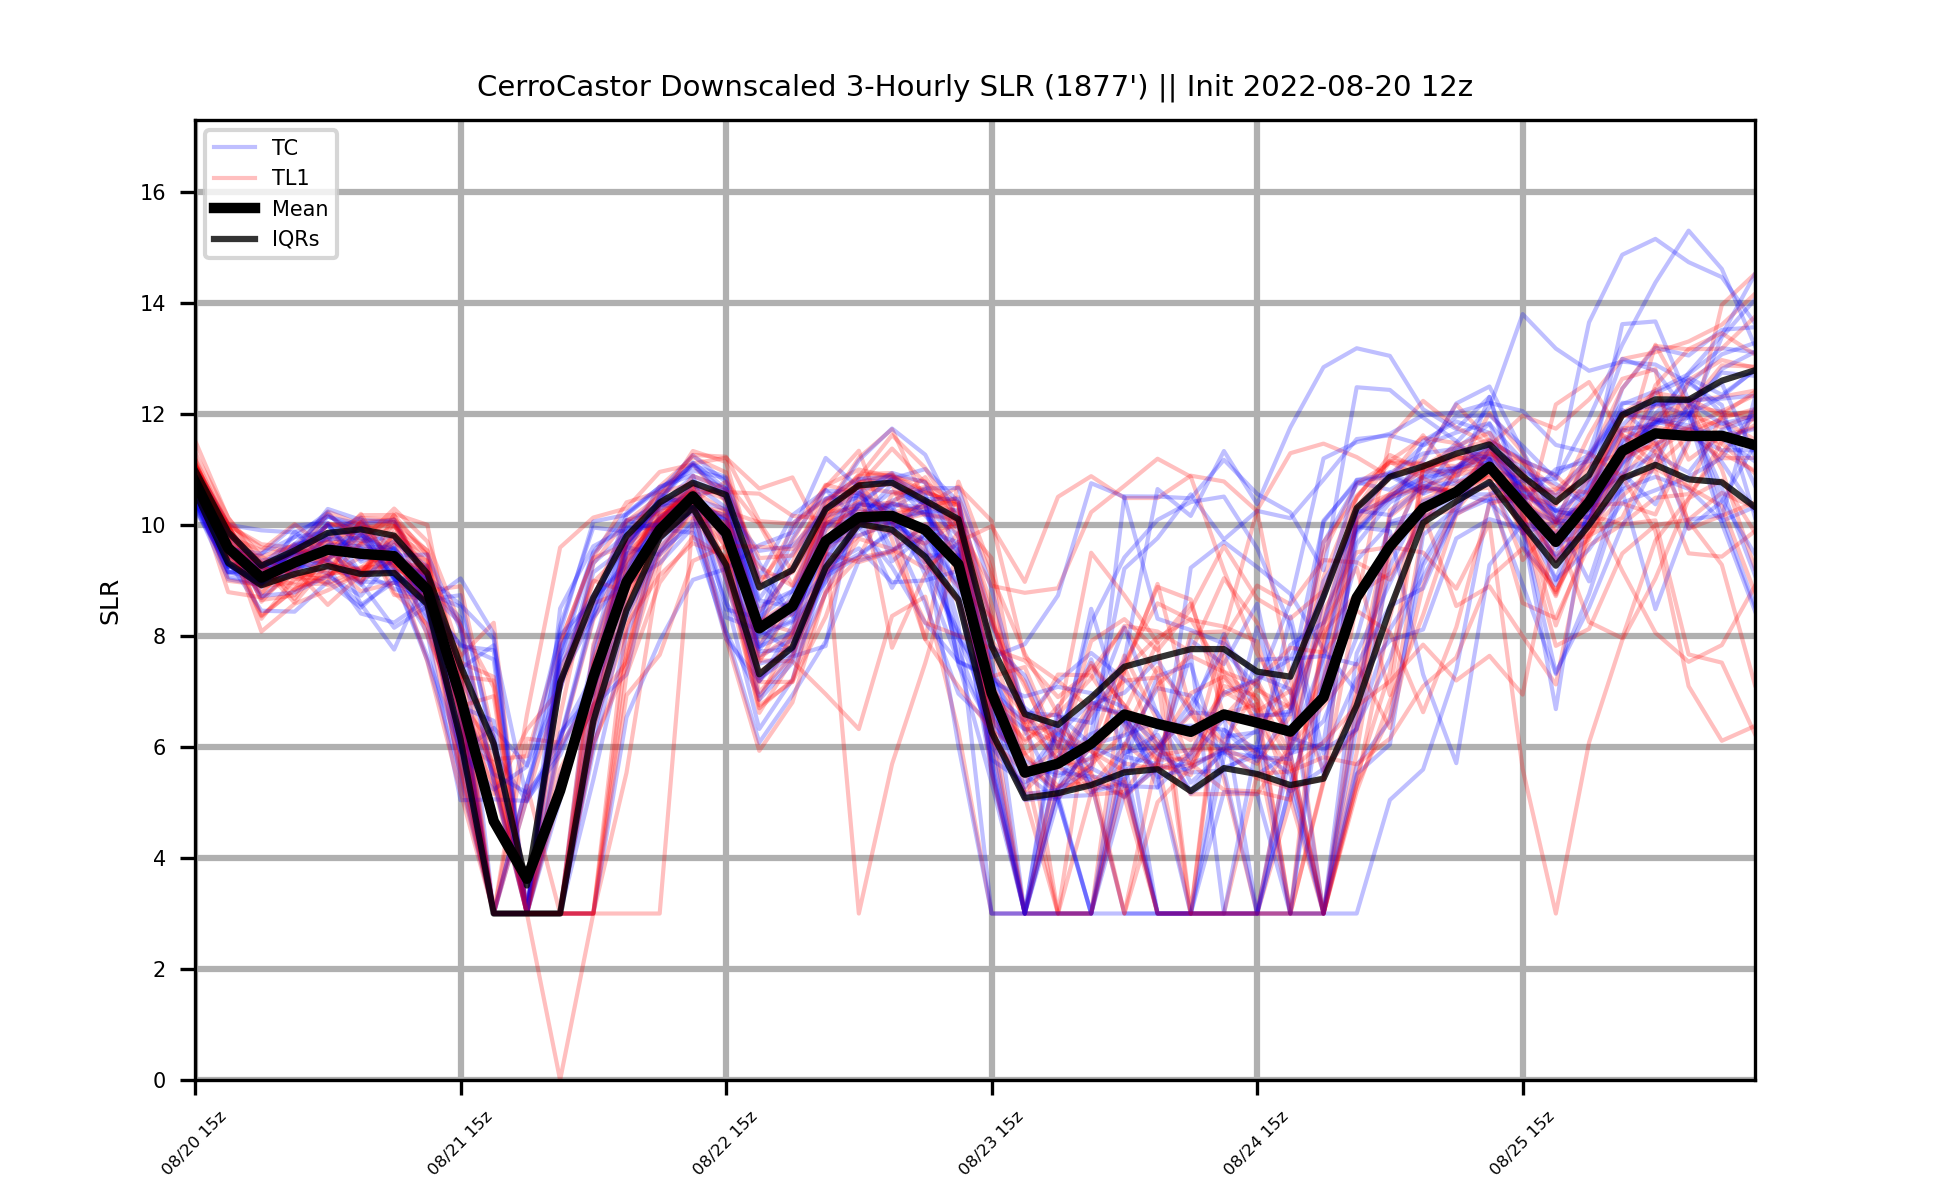 CerroCastor Downscaled 3-Hourly SLR (1877') || Init 2022-08-20 12z
TC
TL1
Mean
IQRs
SLR
16
14
12
10
8
6
4
2
0
08/20 15z
08/21 15z
08/22 15z
08/23 15z
08/24 15z
08/25 15z